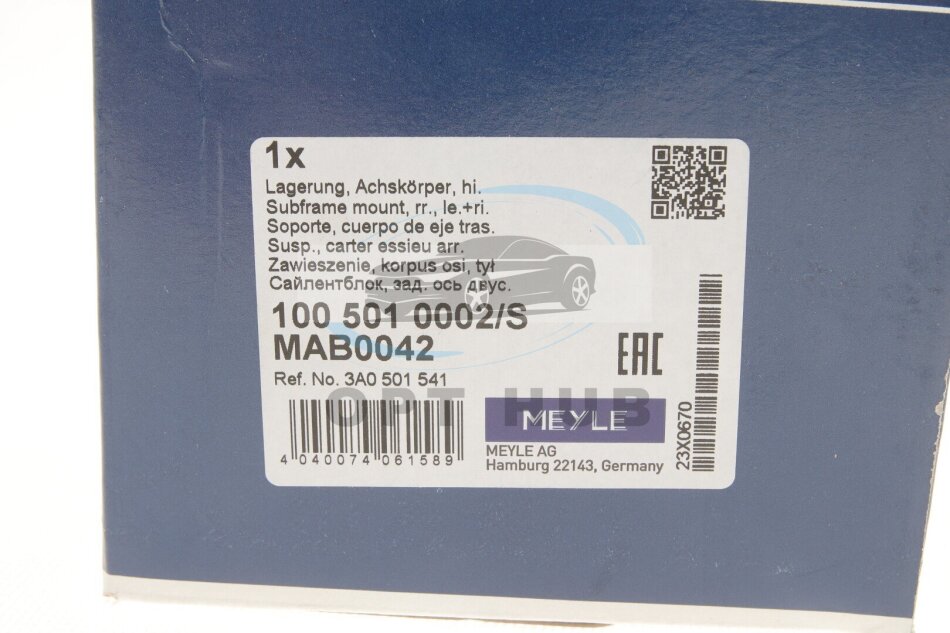 1x
Lagerung, Achskörper, hi.
Subframe mount, rr., le.+ri.
Soporte, cuerpo de eje tras.
Susp., carter essieu arr.
Zawieszenie, korpus osi, tył
Сайлентблок, зад. ось двус.
100 501 0002/S
MAB0042
Ref. No. 3A0 501 541
EAC
OPT HUB
MEYLE
4 040074 061589
MEYLE AG
Hamburg 22143, Germany
23X0670